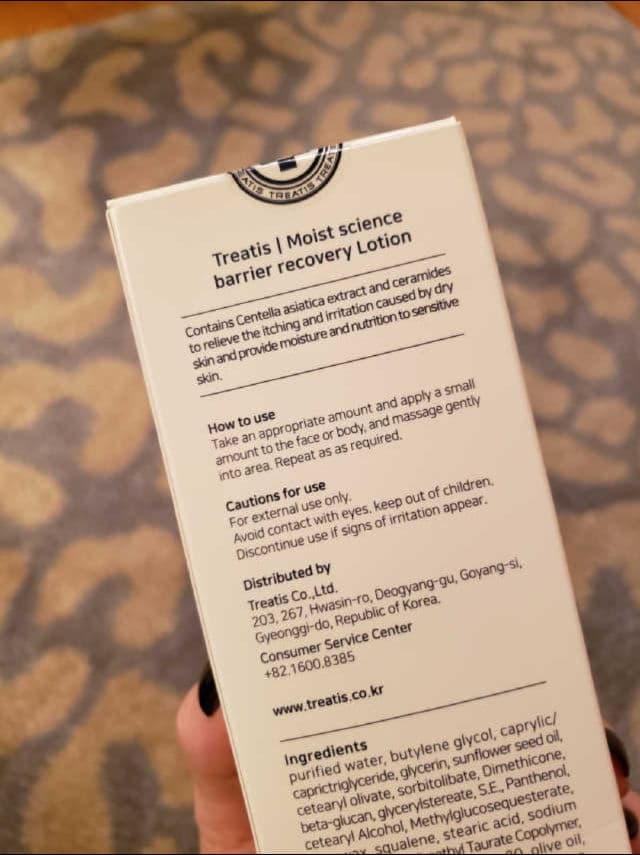 TREATIS TREATIS TREAT
Treatis | Moist science
barrier recovery Lotion
Contains Centella asiatica extract and ceramides
to relieve the itching and irritation caused by dry
skin and provide moisture and nutrition to sensitive
skin.
How to use
Take an appropriate amount and apply a small
amount to the face or body, and massage gently
into area. Repeat as as required.
Cautions for use
For external use only.
Avoid contact with eyes, keep out of children.
Discontinue use if signs of irritation appear.
Distributed by
Treatis Co.,Ltd.
203, 267, Hwasin-ro, Deogyang-gu, Goyang-si,
Gyeonggi-do, Republic of Korea.
Consumer Service Center
+82.1600.8385
www.treatis.co.kr
Ingredients
purified water, butylene glycol, caprylic/
caprictriglyceride, glycerin, sunflower seed oil,
cetearyl olivate, sorbitolibate, Dimethicone,
beta-glucan, glycerylstereate, S.E., Panthenol,
cetearyl Alcohol, Methylglucosequesterate,
squalene, stearic acid, sodium
Taurate Copolymer,
olive oil,